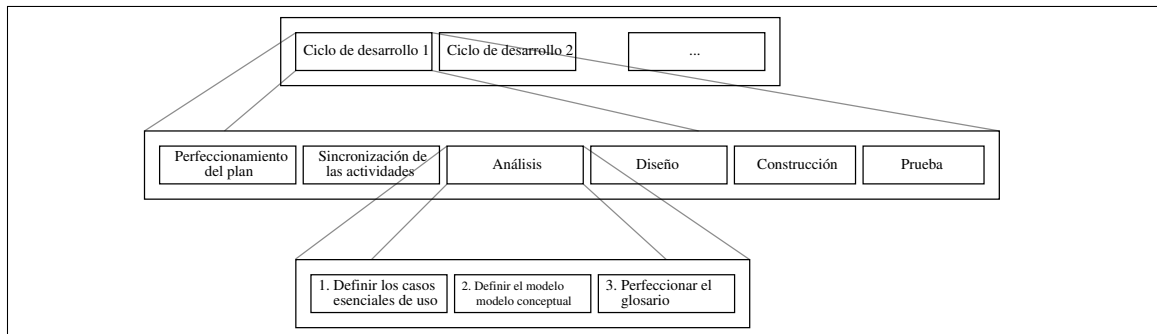 Ciclo de desarrollo 1
Ciclo de desarrollo 2
...
Perfeccionamiento
del plan
Sincronización de
las actividades
Análisis
Diseño
Construcción
Prueba
1. Definir los casos
esenciales de uso
2. Definir el modelo
modelo conceptual
3. Perfeccionar el
glosario